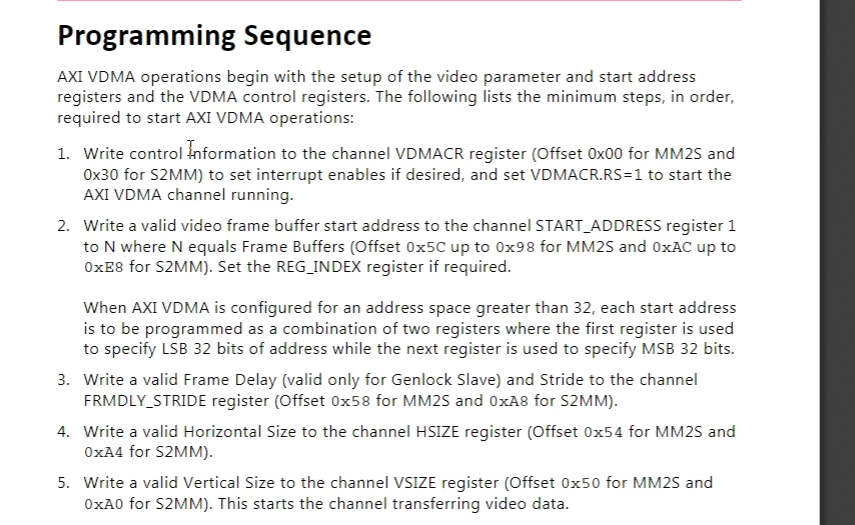 Programming Sequence
AXI VDMA operations begin with the setup of the video parameter and start address
registers and the VDMA control registers. The following lists the minimum steps, in order,
required to start AXI VDMA operations:
1. Write control information to the channel VDMACR register (Offset 0x00 for MM2S and
0x30 for S2MM) to set interrupt enables if desired, and set VDMACR.RS=1 to start the
AXI VDMA channel running.
2. Write a valid video frame buffer start address to the channel START_ADDRESS register 1
to N where N equals Frame Buffers (Offset 0x5C up to 0x98 for MM2S and 0xAC up to
0xE8 for S2MM). Set the REG_INDEX register if required.
When AXI VDMA is configured for an address space greater than 32, each start address
is to be programmed as a combination of two registers where the first register is used
to specify LSB 32 bits of address while the next register is used to specify MSB 32 bits.
3. Write a valid Frame Delay (valid only for Genlock Slave) and Stride to the channel
FRMDLY_STRIDE register (Offset 0x58 for MM2S and 0xA8 for S2MM).
4. Write a valid Horizontal Size to the channel HSIZE register (Offset 0x54 for MM2S and
0xA4 for S2MM).
5. Write a valid Vertical Size to the channel VSIZE register (Offset 0x50 for MM2S and
0xA0 for S2MM). This starts the channel transferring video data.